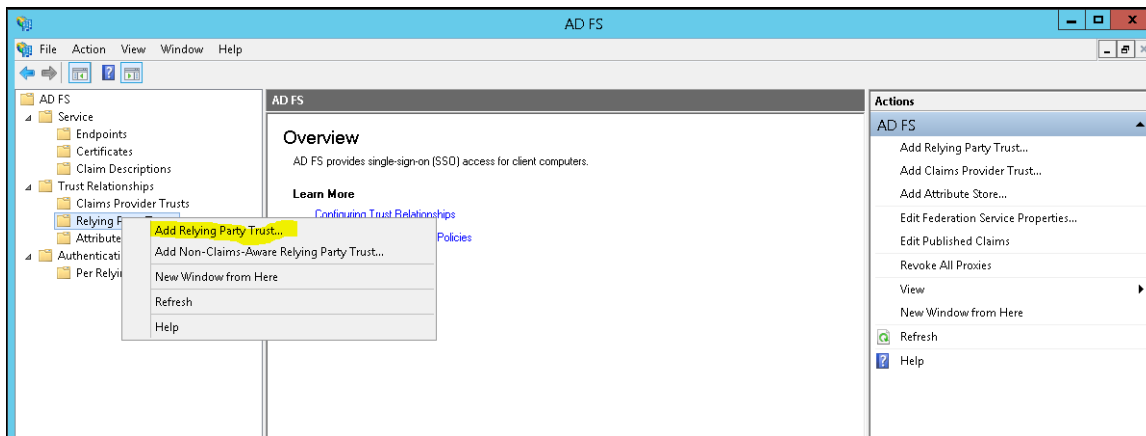 AD FS
File Action View Window Help
AD FS
Service
Endpoints
Certificates
Claim Descriptions
Trust Relationships
Claims Provider Trusts
Relying
Attribute
Per
Add Relying Party Trust...
Add Non-Claims-Aware Relying Party Trust...
New Window from Here
Refresh
Help
AD FS
Overview
AD FS provides single-sign-on (SSO) access for client computers.
Learn More
Configuring Trust Relationships
Policies
Actions
AD FS
Add Relying Party Trust...
Add Claims Provider Trust...
Add Attribute Store...
Edit Federation Service Properties...
Edit Published Claims
Revoke All Proxies
View
New Window from Here
Refresh
Help